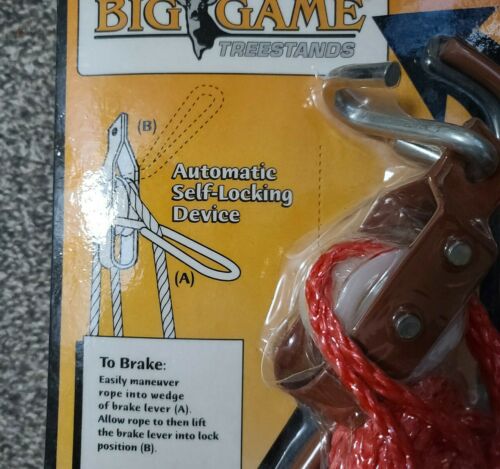 BIG GAME
TREESTANDS
(B)
Automatic
Self-Locking
Device
(A)
To Brake:
Easily maneuver
rope into wedge
of brake lever (A).
Allow rope to then lift
the brake lever into lock
position (B).